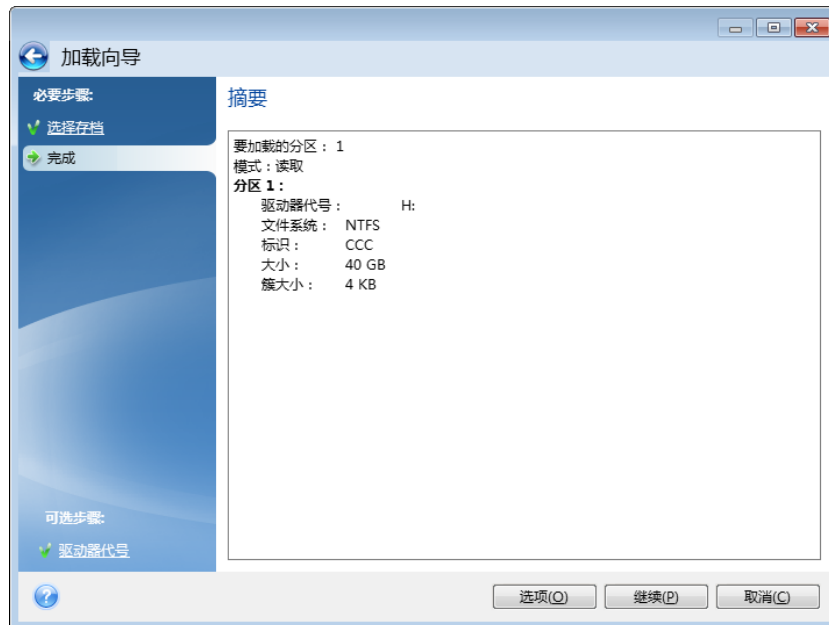 加载向导
必要步骤:
选择存档
完成
摘要
要加载的分区： 1
模式：读取
分区 1：
驱动器代号： H:
文件系统： NTFS
标识： CCC
大小： 40 GB
簇大小： 4 KB
可选步骤:
驱动器代号
选项(O) 继续(P) 取消(C)